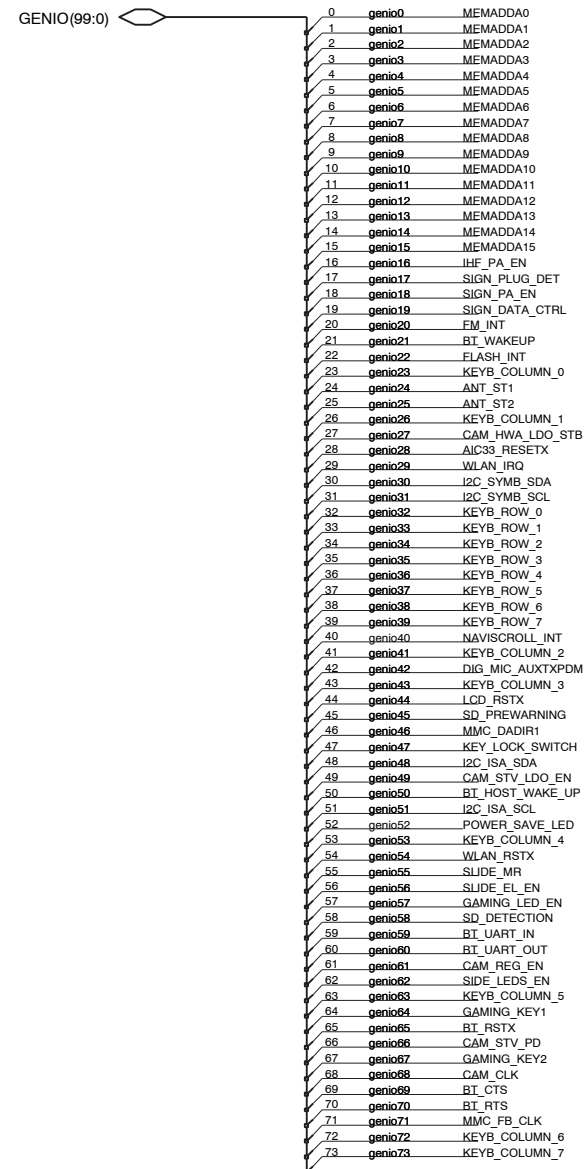 GENIO(99:0)
0 genio0 MEMADDA0
1 genio1 MEMADDA1
2 genio2 MEMADDA2
3 genio3 MEMADDA3
4 genio4 MEMADDA4
5 genio5 MEMADDA5
6 genio6 MEMADDA6
7 genio7 MEMADDA7
8 genio8 MEMADDA8
9 genio9 MEMADDA9
10 genio10 MEMADDA10
11 genio11 MEMADDA11
12 genio12 MEMADDA12
13 genio13 MEMADDA13
14 genio14 MEMADDA14
15 genio15 MEMADDA15
16 genio16 IHF_PA_EN
17 genio17 SIGN_PLUG_DET
18 genio18 SIGN_PA_EN
19 genio19 SIGN_DATA_CTRL
20 genio20 FM_INT
21 genio21 BT_WAKEUP
22 genio22 FLASH_INT
23 genio23 KEYB_COLUMN_0
24 genio24 ANT_ST1
25 genio25 ANT_ST2
26 genio26 KEYB_COLUMN_1
27 genio27 CAM_HWA_LDO_STB
28 genio28 AIC33_RESETX
29 genio29 WLAN_IRQ
30 genio30 I2C_SYMB_SDA
31 genio31 I2C_SYMB_SCL
32 genio32 KEYB_ROW_0
33 genio33 KEYB_ROW_1
34 genio34 KEYB_ROW_2
35 genio35 KEYB_ROW_3
36 genio36 KEYB_ROW_4
37 genio37 KEYB_ROW_5
38 genio38 KEYB_ROW_6
39 genio39 KEYB_ROW_7
40 genio40 NAVISCROLL_INT
41 genio41 KEYB_COLUMN_2
42 genio42 DIG_MIC_AUXTXPDM
43 genio43 KEYB_COLUMN_3
44 genio44 LCD_RSTX
45 genio45 SD_PREWARNING
46 genio46 MMC_DADIR1
47 genio47 KEY_LOCK_SWITCH
48 genio48 I2C_ISA_SDA
49 genio49 CAM_STV_LDO_EN
50 genio50 BT_HOST_WAKE_UP
51 genio51 I2C_ISA_SCL
52 genio52 POWER_SAVE_LED
53 genio53 KEYB_COLUMN_4
54 genio54 WLAN_RSTX
55 genio55 SLIDE_MR
56 genio56 SLIDE_EL_EN
57 genio57 GAMING_LED_EN
58 genio58 SD_DETECTION
59 genio59 BT_UART_IN
60 genio60 BT_UART_OUT
61 genio61 CAM_REG_EN
62 genio62 SIDE_LEDS_EN
63 genio63 KEYB_COLUMN_5
64 genio64 GAMING_KEY1
65 genio65 BT_RSTX
66 genio66 CAM_STV_PD
67 genio67 GAMING_KEY2
68 genio68 CAM_CLK
69 genio69 BT_CTS
70 genio70 BT_RTS
71 genio71 MMC_FB_CLK
72 genio72 KEYB_COLUMN_6
73 genio73 KEYB_COLUMN_7